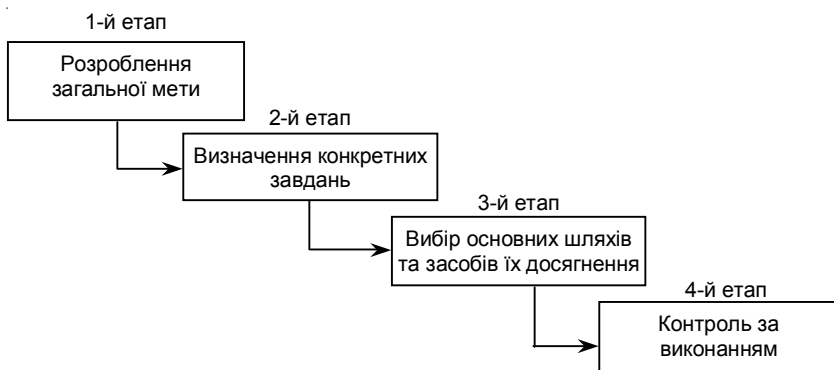 1-й етап
Розроблення
загальної мети
2-й етап
Визначення конкретних
завдань
3-й етап
Вибір основних шляхів
та засобів їх досягнення
4-й етап
Контроль за
виконанням